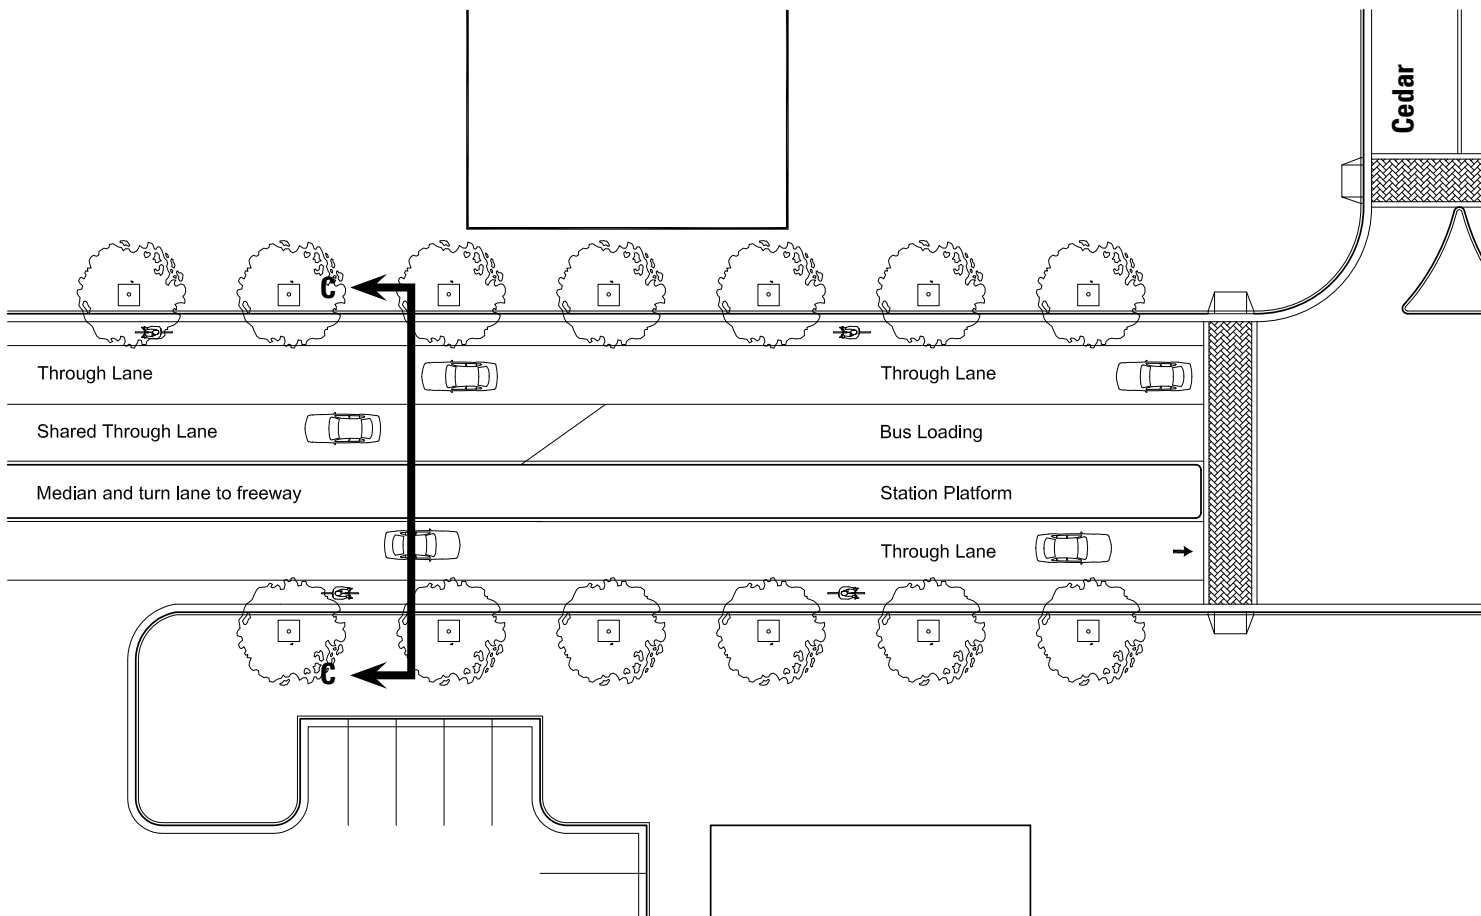 Cedar
C
Through Lane
Through Lane
Shared Through Lane
Bus Loading
Median and turn lane to freeway
Station Platform
Through Lane
C